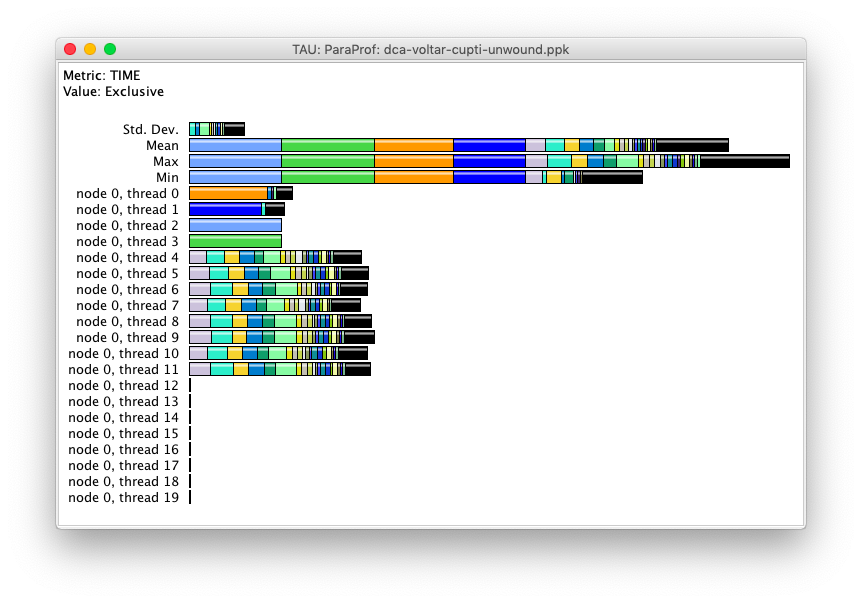 TAU: ParaProf: dca-voltar-cupti-unwound.ppk
Metric: TIME
Value: Exclusive
Std. Dev.
Mean
Max
Min
node 0, thread 0
node 0, thread 1
node 0, thread 2
node 0, thread 3
node 0, thread 4
node 0, thread 5
node 0, thread 6
node 0, thread 7
node 0, thread 8
node 0, thread 9
node 0, thread 10
node 0, thread 11
node 0, thread 12
node 0, thread 13
node 0, thread 14
node 0, thread 15
node 0, thread 16
node 0, thread 17
node 0, thread 18
node 0, thread 19